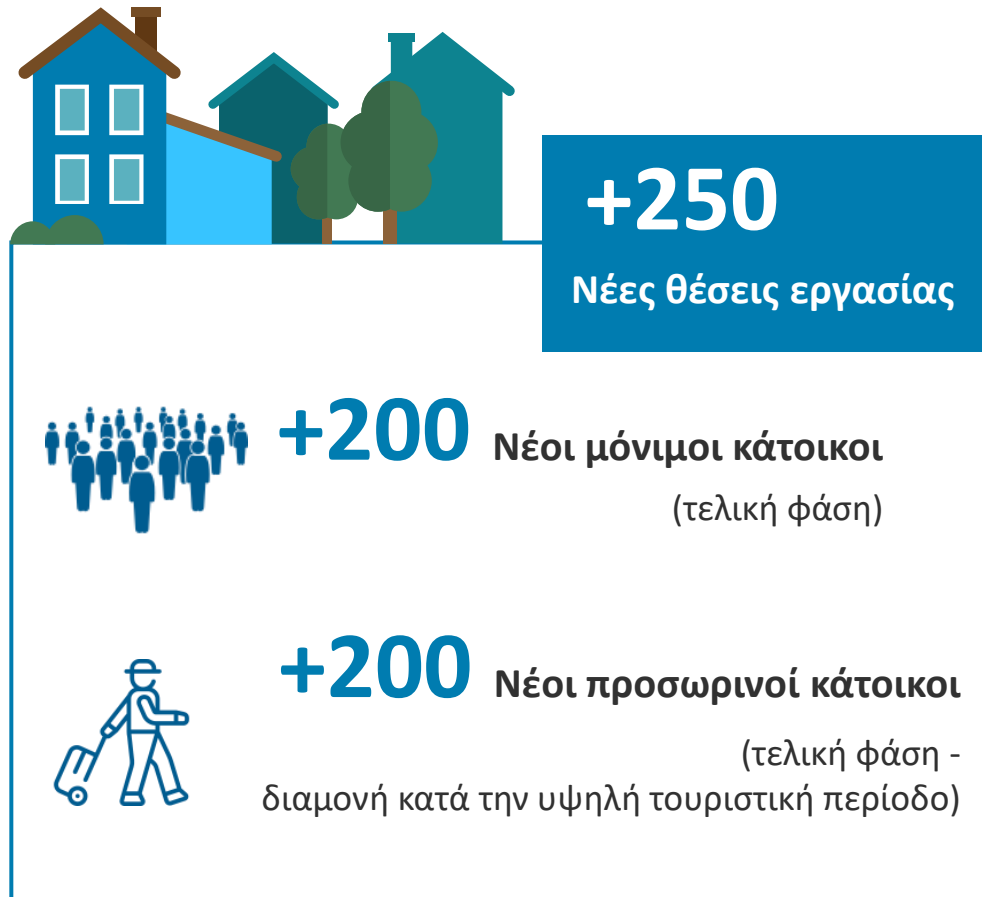 +250
Νέες θέσεις εργασίας
+200 Νέοι μόνιμοι κάτοικοι
(τελική φάση)
+200 Νέοι προσωρινοί κάτοικοι
(τελική φάση -
διαμονή κατά την υψηλή τουριστική περίοδο)